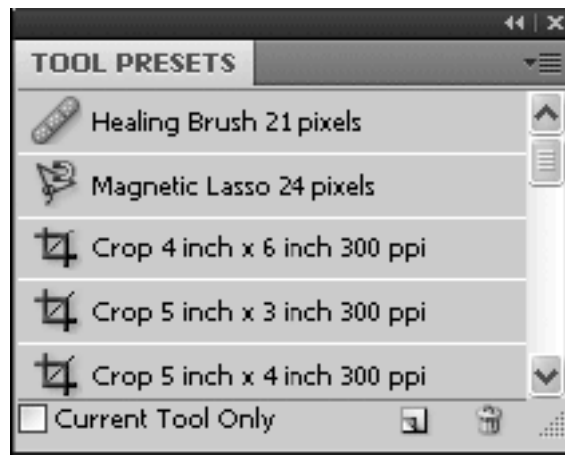 TOOL PRESETS
Healing Brush 21 pixels
Magnetic Lasso 24 pixels
Crop 4 inch x 6 inch 300 ppi
Crop 5 inch x 3 inch 300 ppi
Crop 5 inch x 4 inch 300 ppi
Current Tool Only